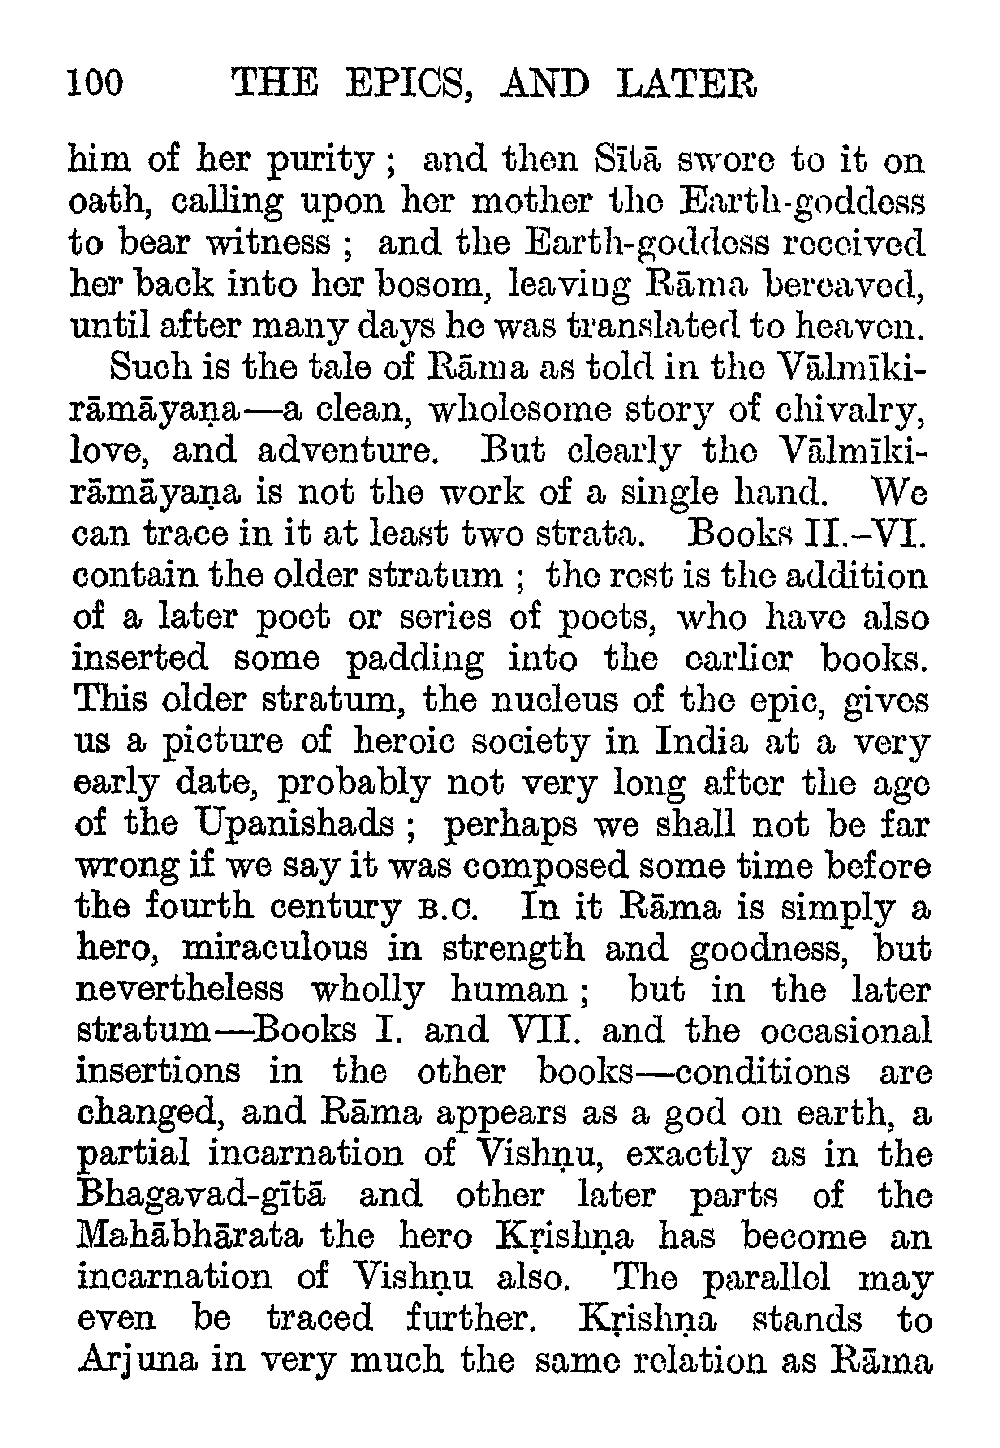 100 THE EPICS, AND LATER
him of her purity ; and then Sītā swore to it on
oath, calling upon her mother the Earth-goddess
to bear witness ; and the Earth-goddess received
her back into her bosom, leaving Rāma bereaved,
until after many days he was translated to heaven.
Such is the tale of Rāma as told in the Vālmīki-
rāmāyaṇa—a clean, wholesome story of chivalry,
love, and adventure. But clearly the Vālmīki-
rāmāyaṇa is not the work of a single hand. We
can trace in it at least two strata. Books II.–VI.
contain the older stratum ; the rest is the addition
of a later poet or series of poets, who have also
inserted some padding into the earlier books.
This older stratum, the nucleus of the epic, gives
us a picture of heroic society in India at a very
early date, probably not very long after the age
of the Upanishads ; perhaps we shall not be far
wrong if we say it was composed some time before
the fourth century B.C. In it Rāma is simply a
hero, miraculous in strength and goodness, but
nevertheless wholly human ; but in the later
stratum—Books I. and VII. and the occasional
insertions in the other books—conditions are
changed, and Rāma appears as a god on earth, a
partial incarnation of Vishṇu, exactly as in the
Bhagavad-gītā and other later parts of the
Mahābhārata the hero Kṛishṇa has become an
incarnation of Vishṇu also. The parallel may
even be traced further. Kṛishṇa stands to
Arjuna in very much the same relation as Rāma